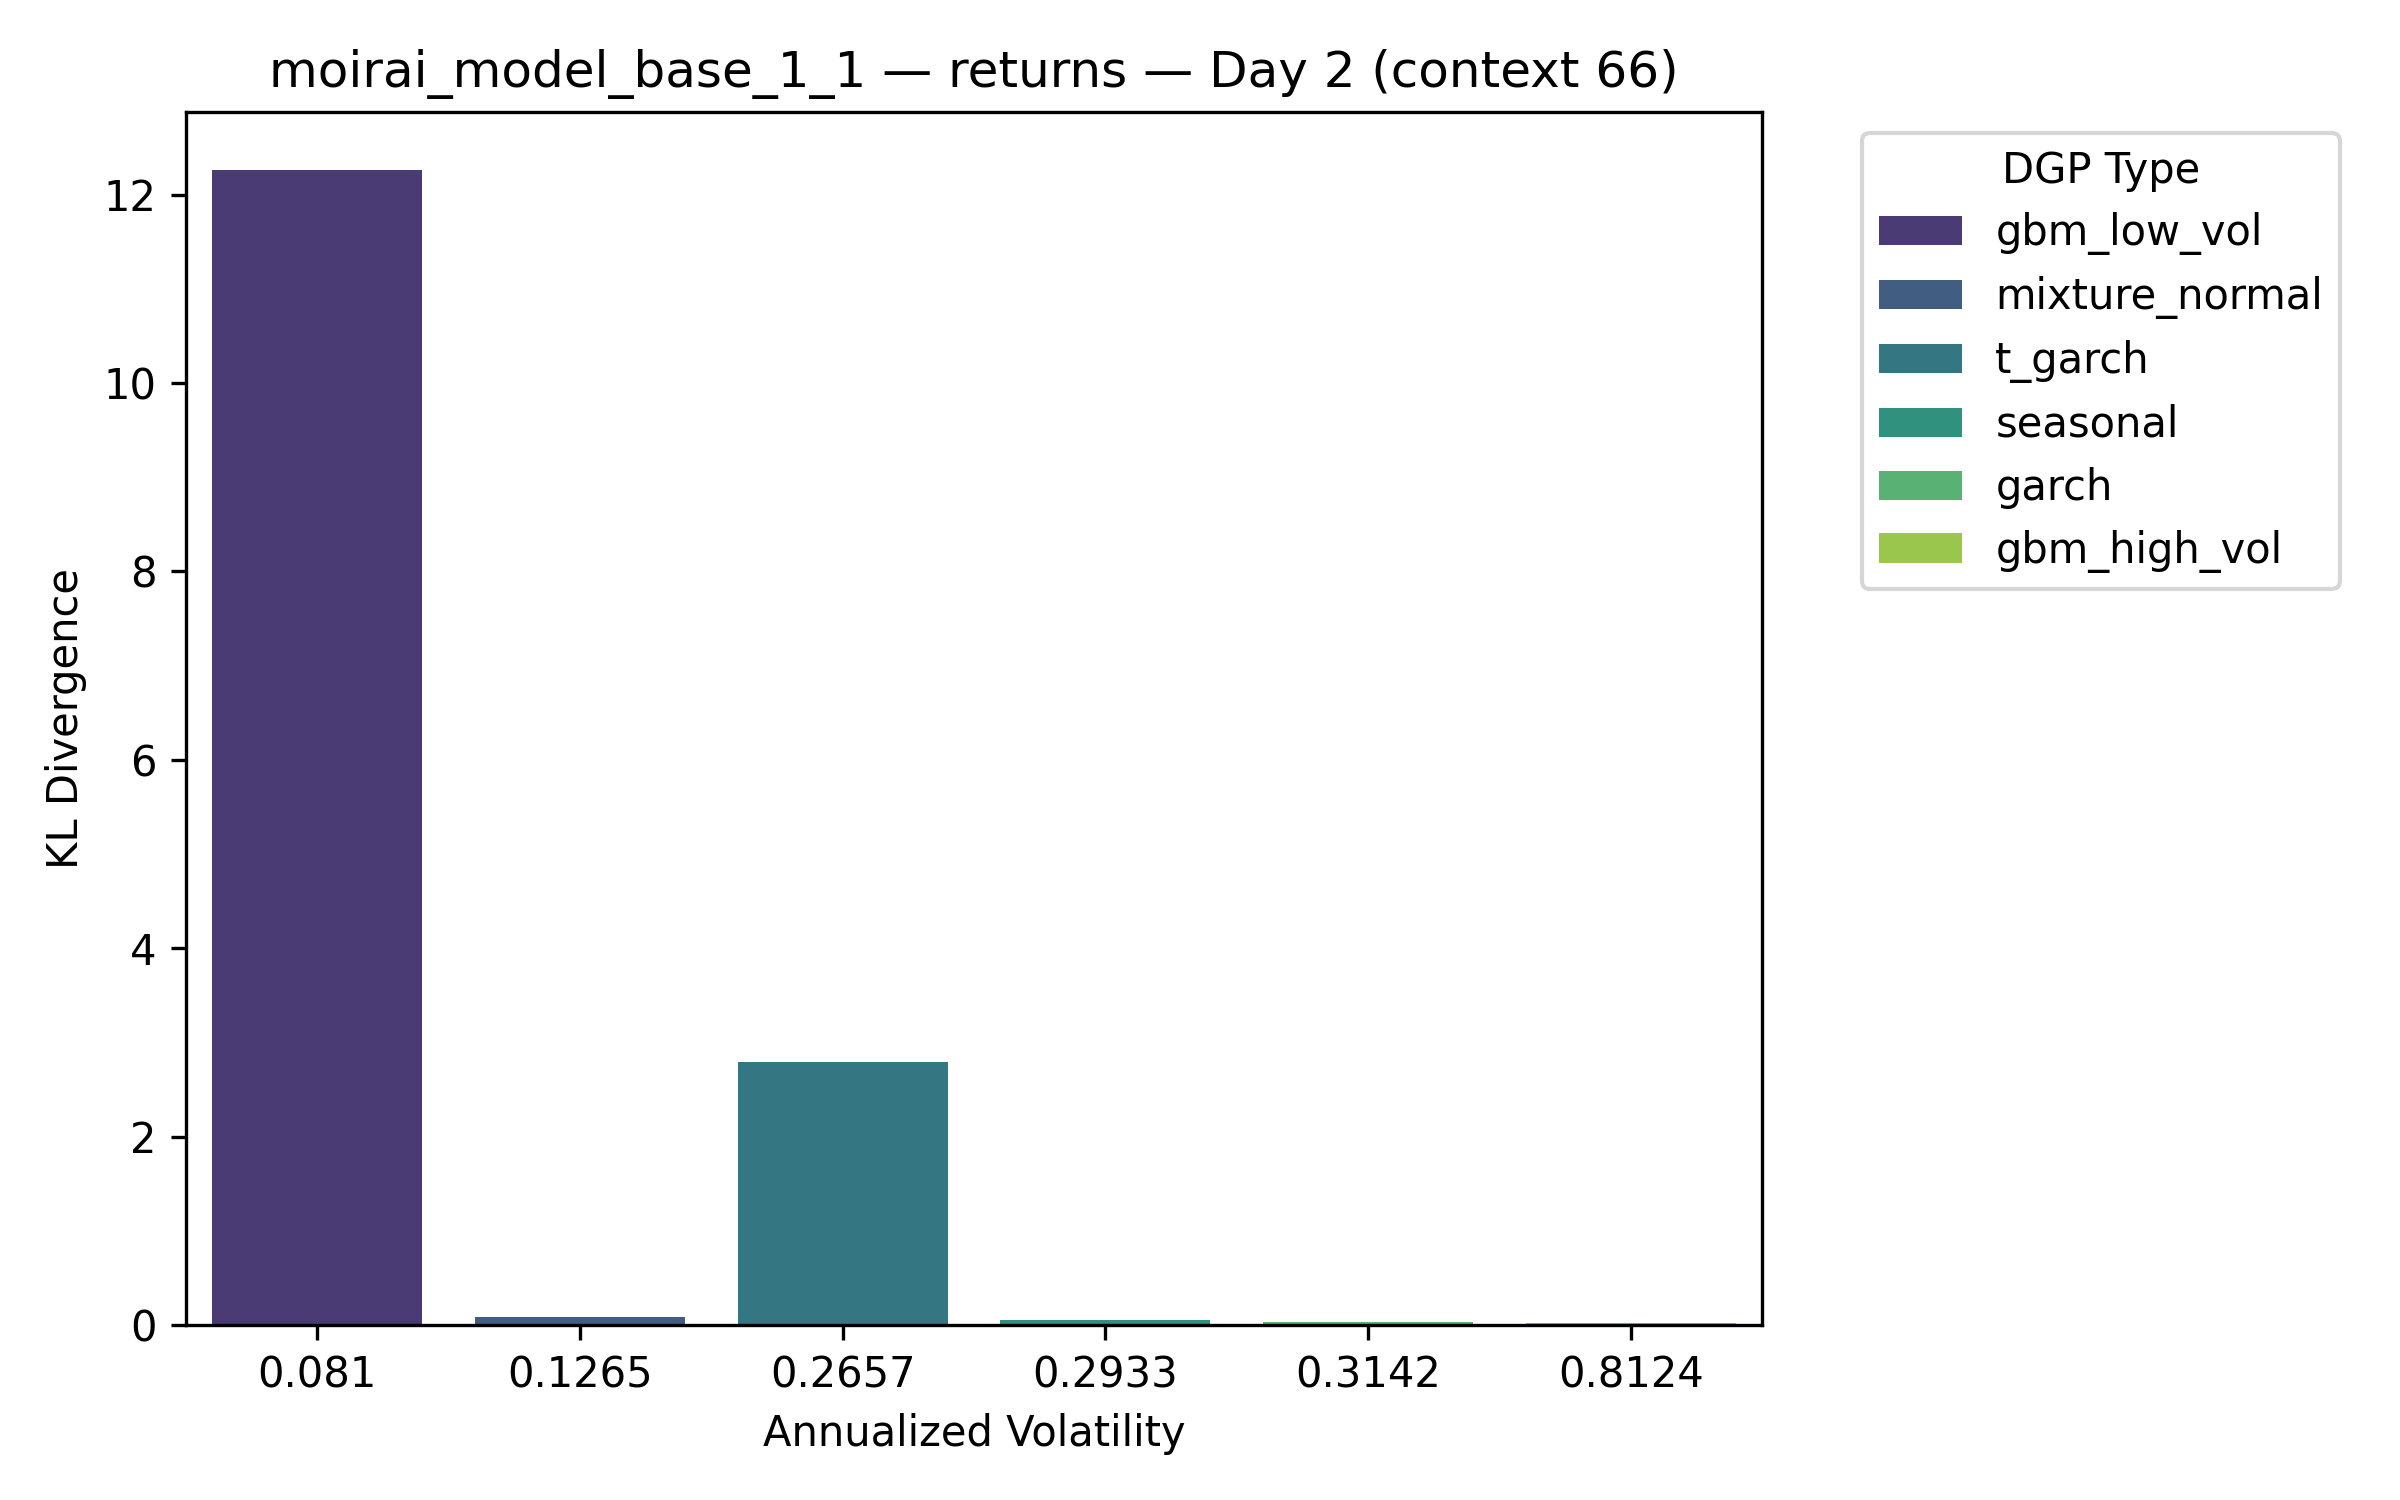 moirai_model_base_1_1 — returns — Day 2 (context 66)
DGP Type
gbm_low_vol
mixture_normal
t_garch
seasonal
garch
gbm_high_vol
KL Divergence
12
10
8
6
4
2
0
0.081 0.1265 0.2657 0.2933 0.3142 0.8124
Annualized Volatility